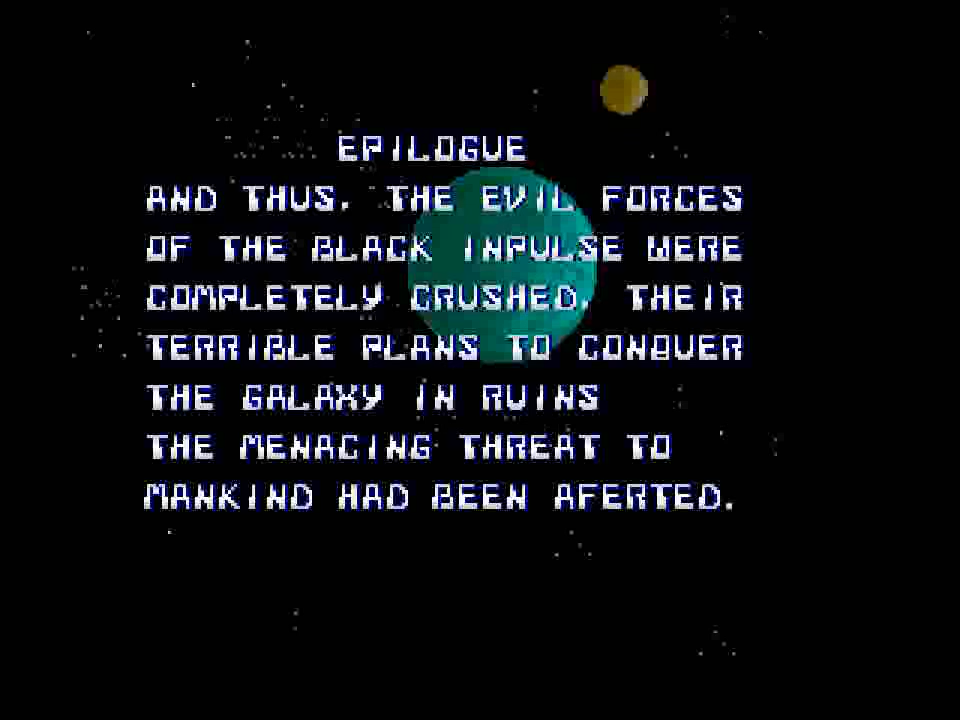 EPILOGUE
AND THUS. THE EVIL FORCES
OF THE BLACK INPULSE WERE
COMPLETELY CRUSHED. THEIR
TERRIBLE PLANS TO CONQUER
THE GALAXY IN RUINS
THE MENACING THREAT TO
MANKIND HAD BEEN AFERTED.